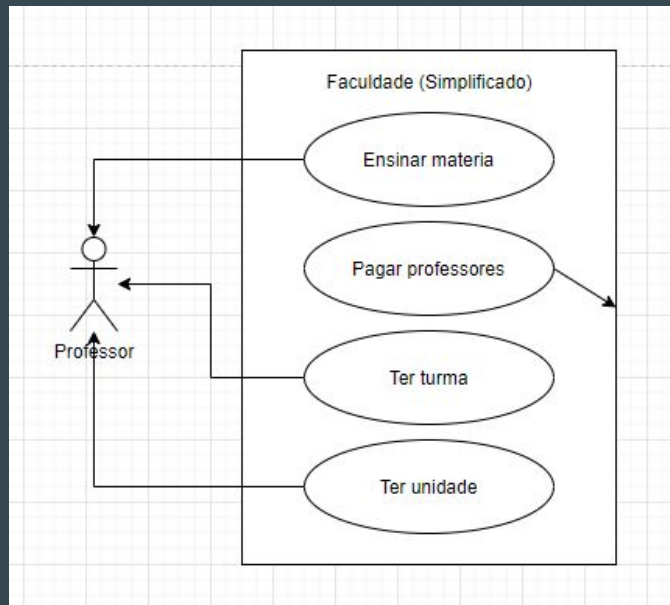 Faculdade (Simplificado)
Ensinar materia
Pagar professores
Professor
Ter turma
Ter unidade